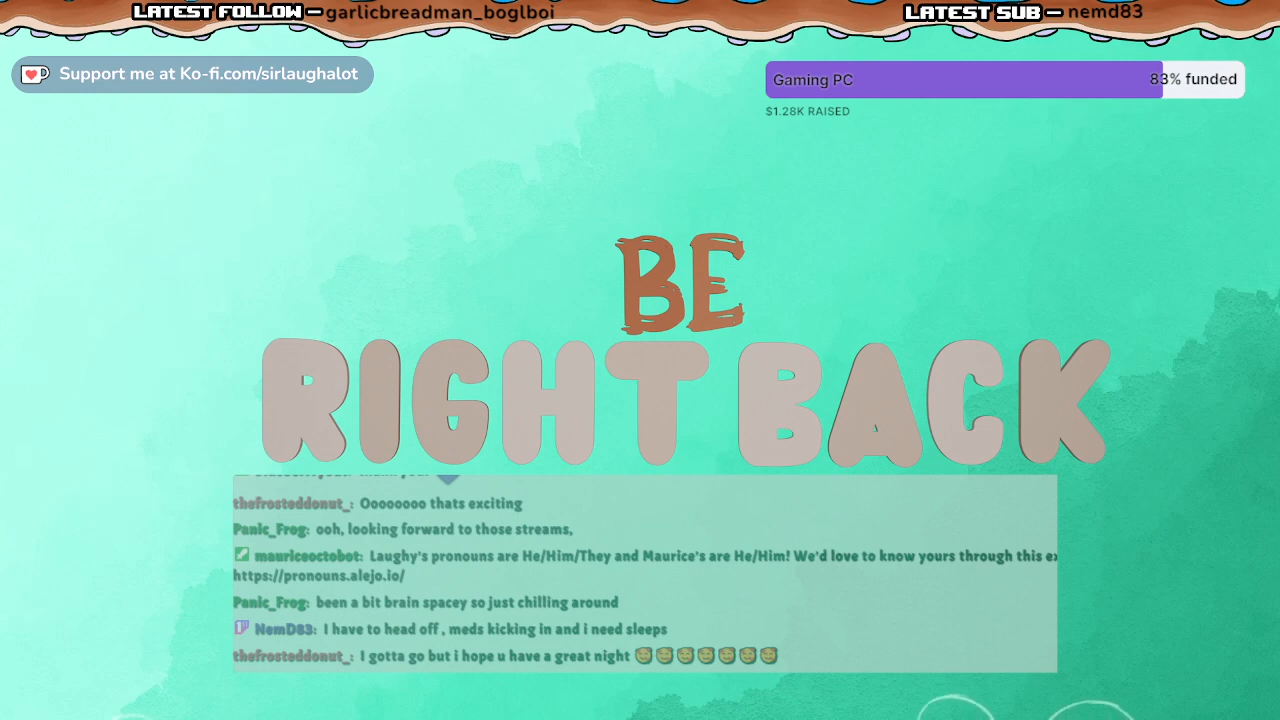 LATEST FOLLOW — garlicbreadman_boglboi
LATEST SUB — nemd83
Support me at Ko-fi.com/sirlaughalot
Gaming PC 83% funded
$1.28K RAISED
BE
RIGHT BACK
thefrosteddonut_: Oooooooo thats exciting
Panic_Frog: ooh, looking forward to those streams,
mauriceoctobot: Laughy's pronouns are He/Him/They and Maurice's are He/Him! We'd love to know yours through this
https://pronouns.alejo.io/
Panic_Frog: been a bit brain spacey so just chilling around
NemD83: I have to head off , meds kicking in and i need sleeps
thefrosteddonut_: I gotta go but i hope u have a great night